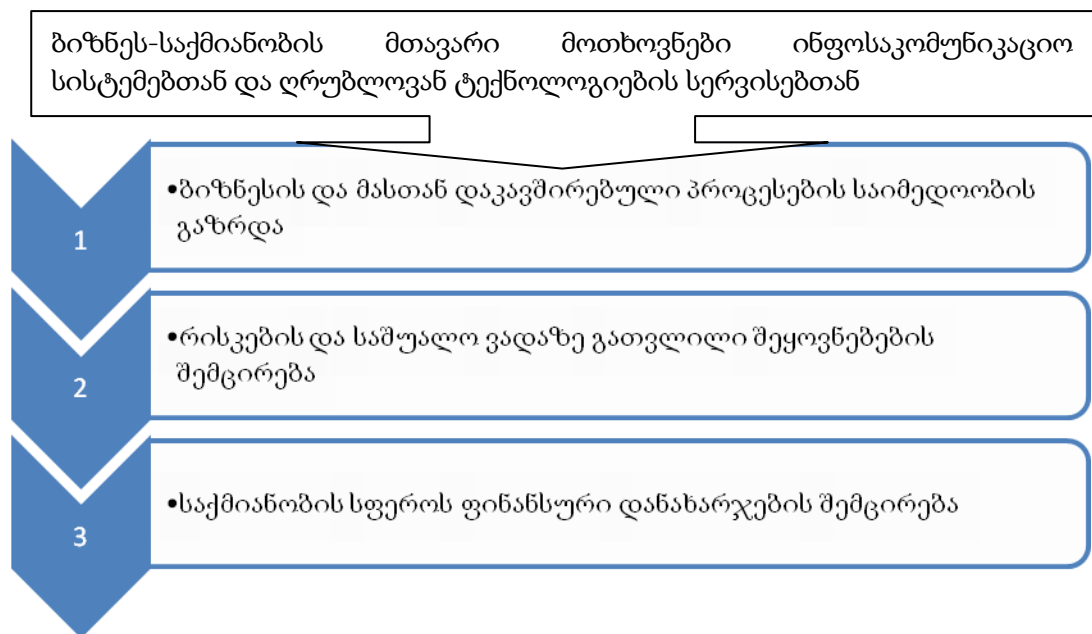 ბიზნეს-საქმიანობის მთავარი მოთხოვნები ინფოსაკომუნიკაციო
სისტემებთან და ღრუბლოვან ტექნოლოგიების სერვისებთან
1
•ბიზნესის და მასთან დაკავშირებული პროცესების საიმედოობის
გაზრდა
2
•რისკების და საშუალო ვადაზე გათვლილი შეყოვნებების
შემცირება
3
•საქმიანობის სფეროს ფინანსური დანახარჯების შემცირება